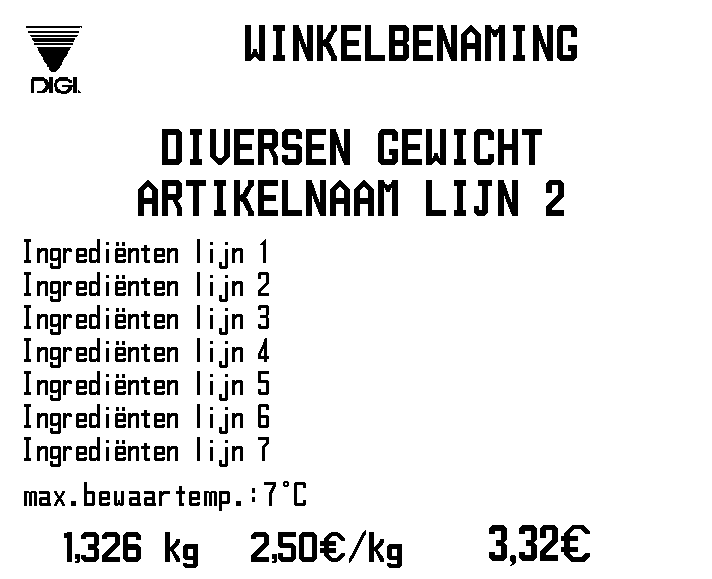 WINKELBENAMING
DIGI.
DIVERSEN GEWICHT
ARTIKELNAAM LIJN 2
Ingrediënten lijn 1
Ingrediënten lijn 2
Ingrediënten lijn 3
Ingrediënten lijn 4
Ingrediënten lijn 5
Ingrediënten lijn 6
Ingrediënten lijn 7
max.bewaartemp.:7°C
1,326 kg 2,50€/kg 3,32€